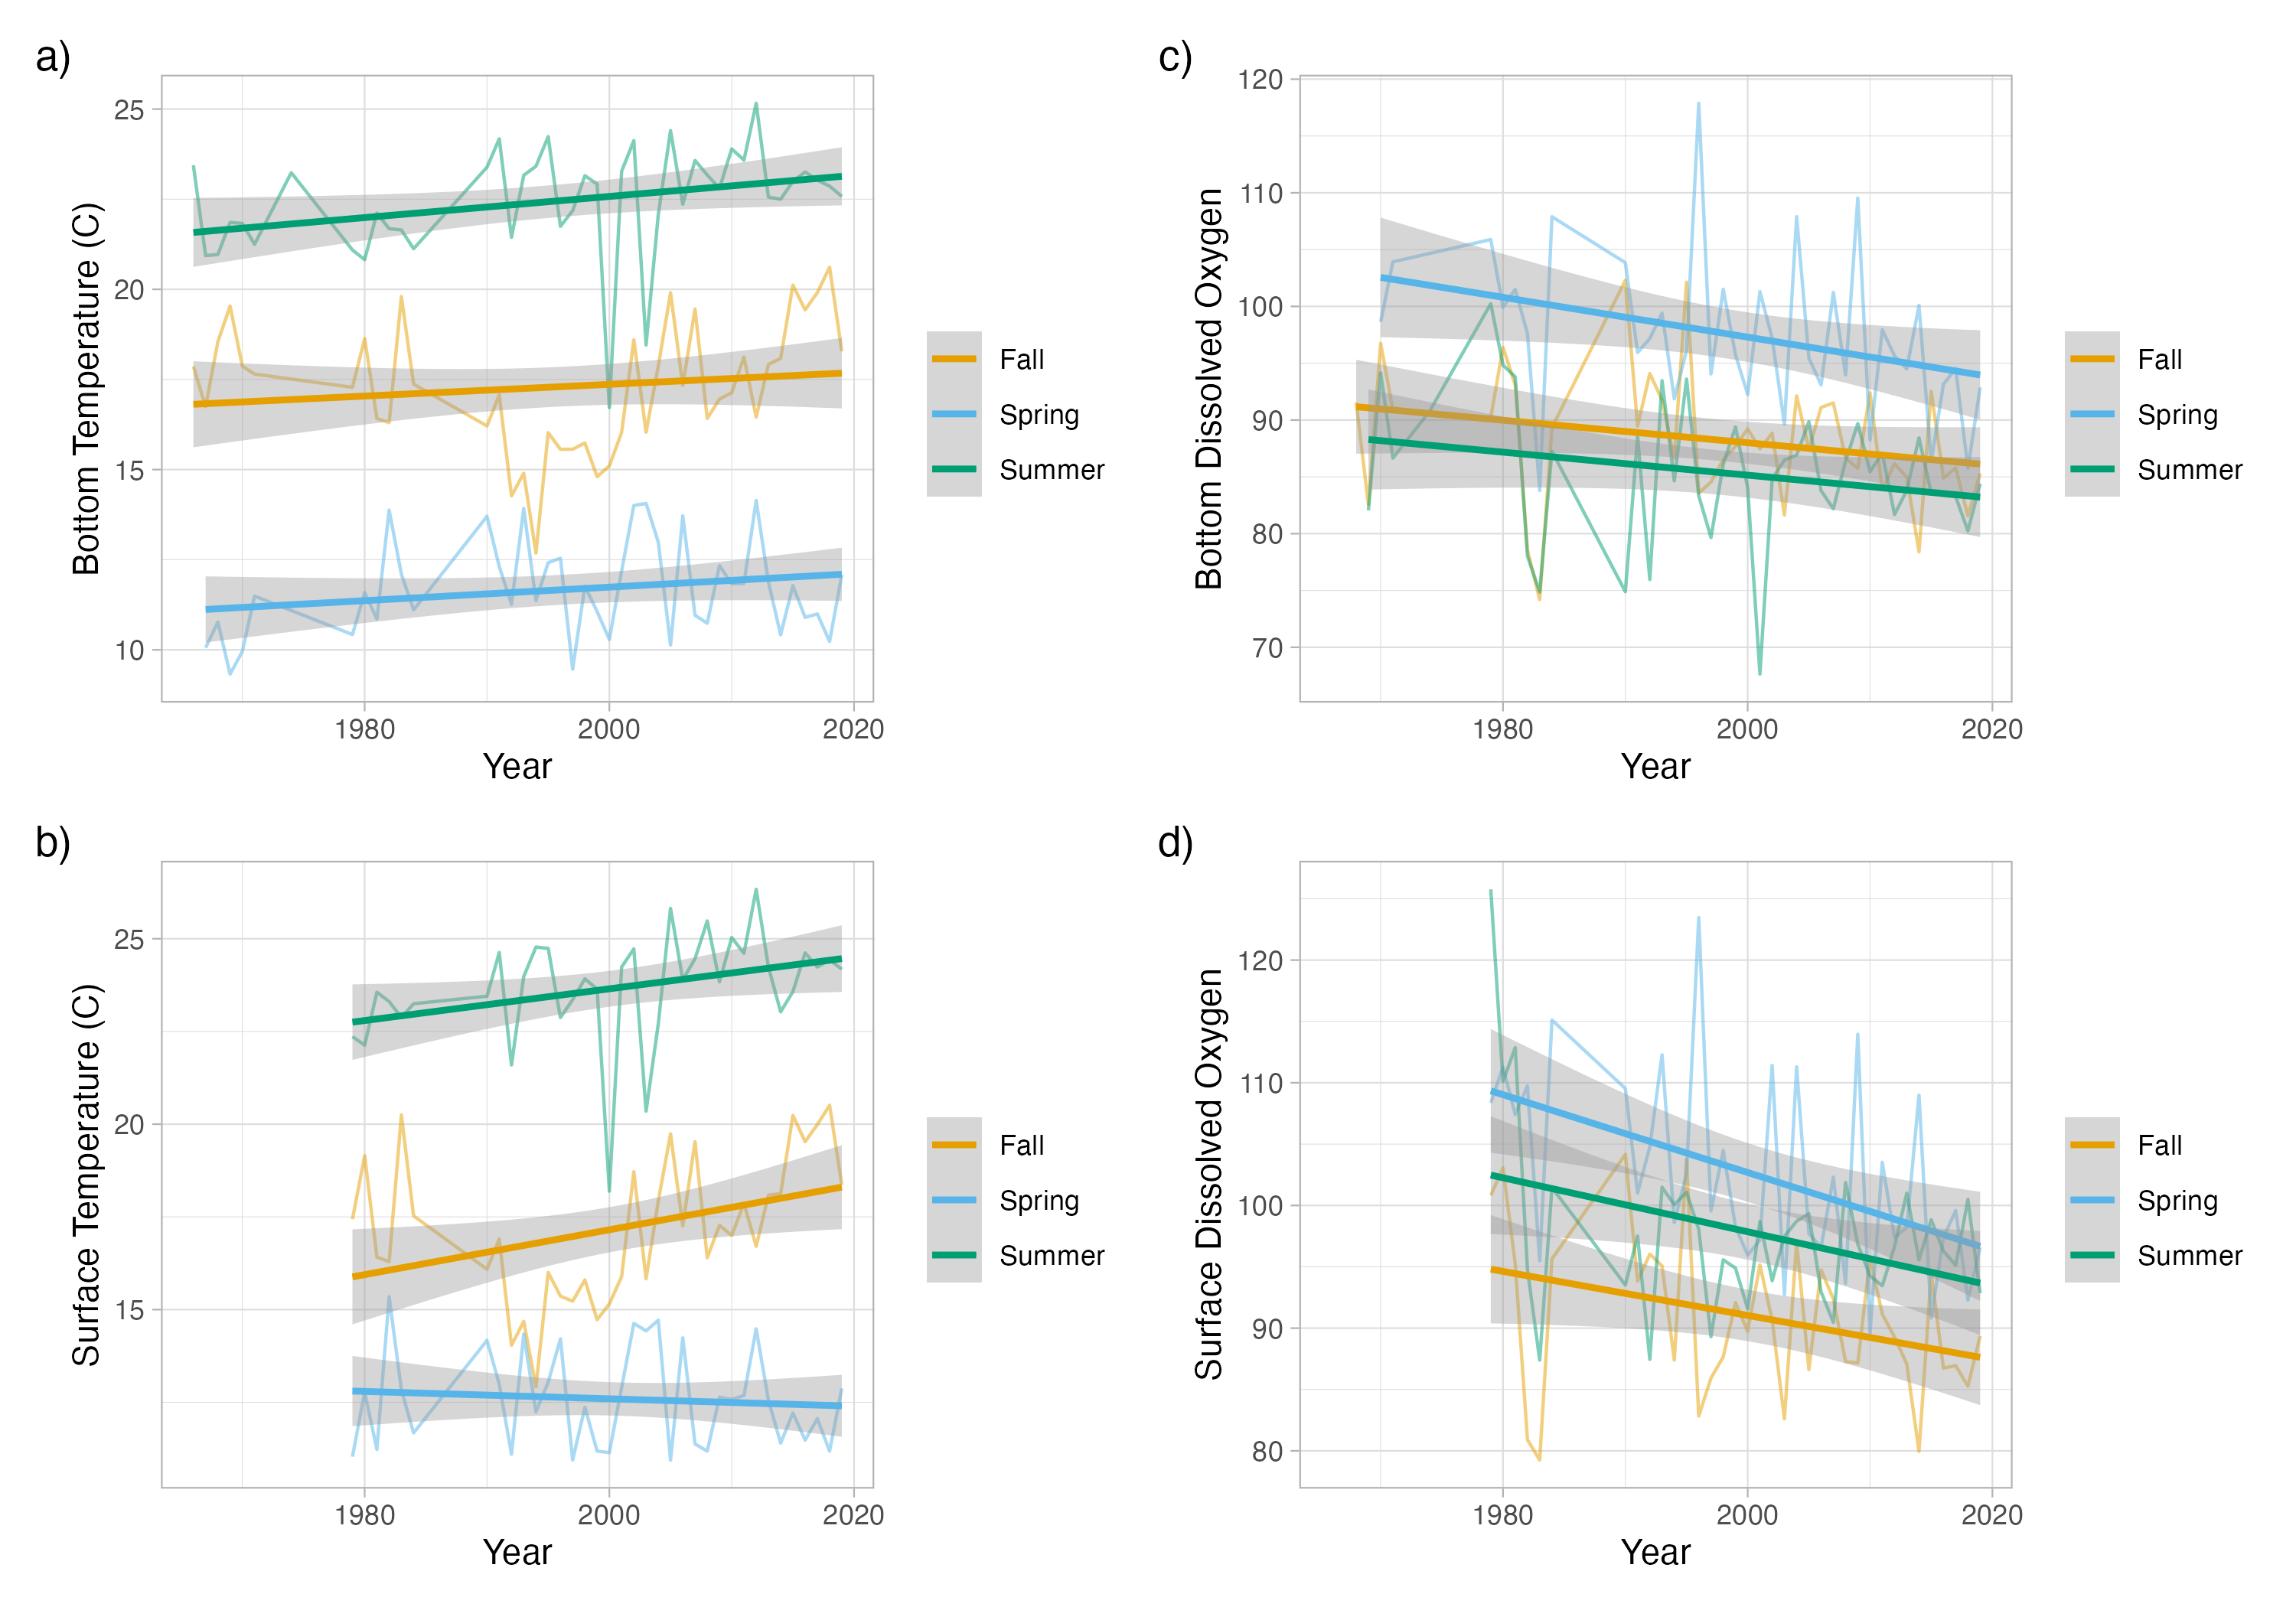 a)
25
20
15
10
Bottom Temperature (C)
1980 2000 2020
Year
Fall
Spring
Summer
c)
120
110
100
90
80
70
Bottom Dissolved Oxygen
1980 2000 2020
Year
Fall
Spring
Summer
b)
25
20
15
Surface Temperature (C)
1980 2000 2020
Year
Fall
Spring
Summer
d)
120
110
100
90
80
Surface Dissolved Oxygen
1980 2000 2020
Year
Fall
Spring
Summer